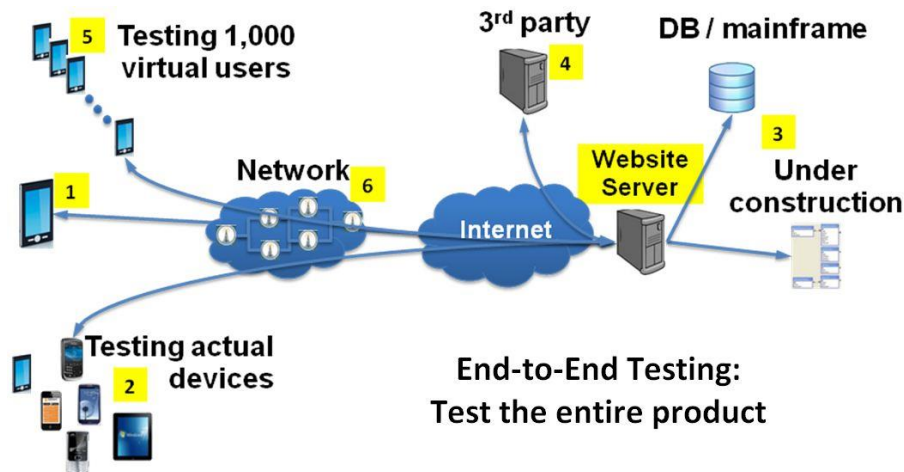 5
Testing 1,000
virtual users
3rd party
4
DB / mainframe
3
Under
construction
Website
Server
Network
6
1
Internet
Testing actual
devices
2
End-to-End Testing:
Test the entire product